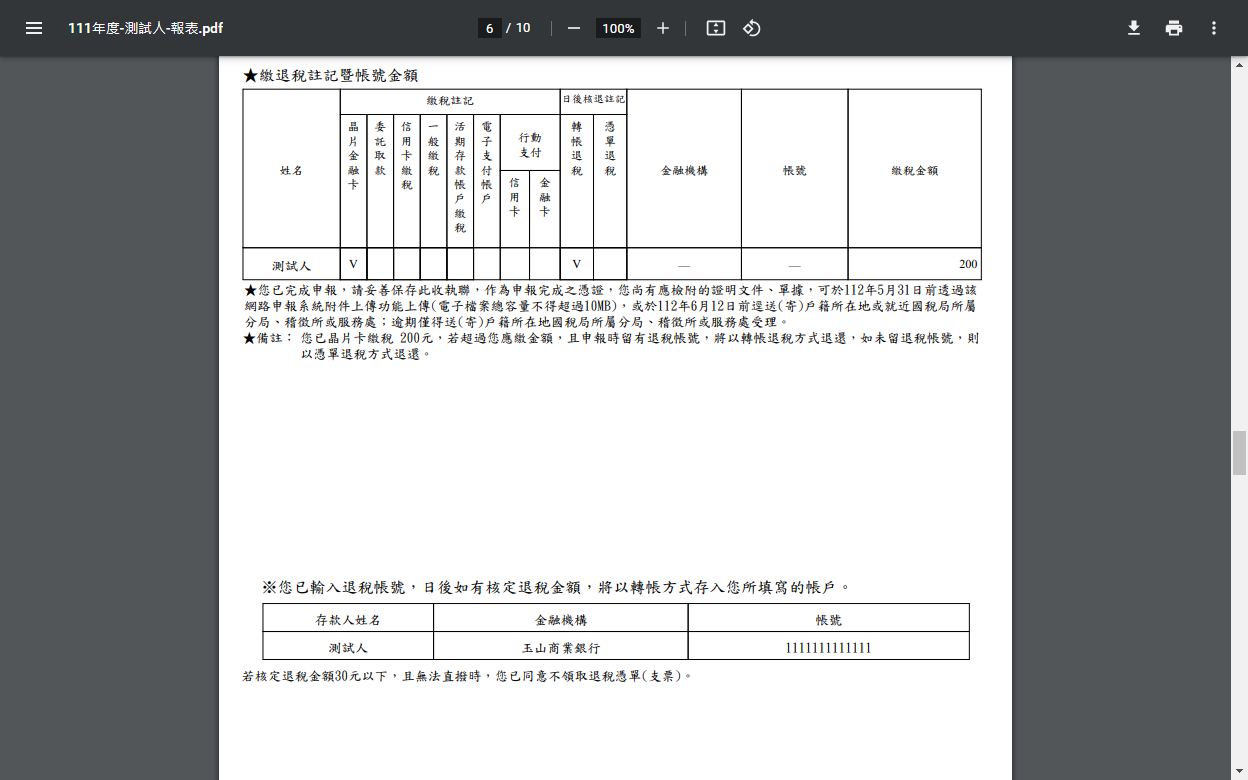 111年度-測試人-報表.pdf
6 / 10
100%
★繳退稅註記暨帳號金額
姓名
繳稅註記
日後核退註記
金融機構
帳號
繳稅金額
晶片金融卡
委託取款
信用卡繳稅
一般繳稅
活期存款帳戶繳稅
電子支付帳戶
行動支付
信用卡
金融卡
轉帳退稅
憑單退稅
測試人 V V — — 200
★您已完成申報，請妥善保存此收執聯，作為申報完成之憑證，您尚有應檢附的證明文件、單據，可於112年5月31日前透過該
網路申報系統附件上傳功能上傳(電子檔案總容量不得超過10MB)，或於112年6月12日前逕送(寄)戶籍所在地或就近國稅局所屬
分局、稽徵所或服務處；逾期僅得送(寄)戶籍所在地國稅局所屬分局、稽徵所或服務處受理。
★備註： 您已晶片卡繳稅 200元，若超過您應繳金額，且申報時留有退稅帳號，將以轉帳退稅方式退還，如未留退稅帳號，則
以憑單退稅方式退還。
※您已輸入退稅帳號，日後如有核定退稅金額，將以轉帳方式存入您所填寫的帳戶。
存款人姓名 金融機構 帳號
測試人 玉山商業銀行 1111111111111
若核定退稅金額30元以下，且無法直撥時，您已同意不領取退稅憑單(支票)。